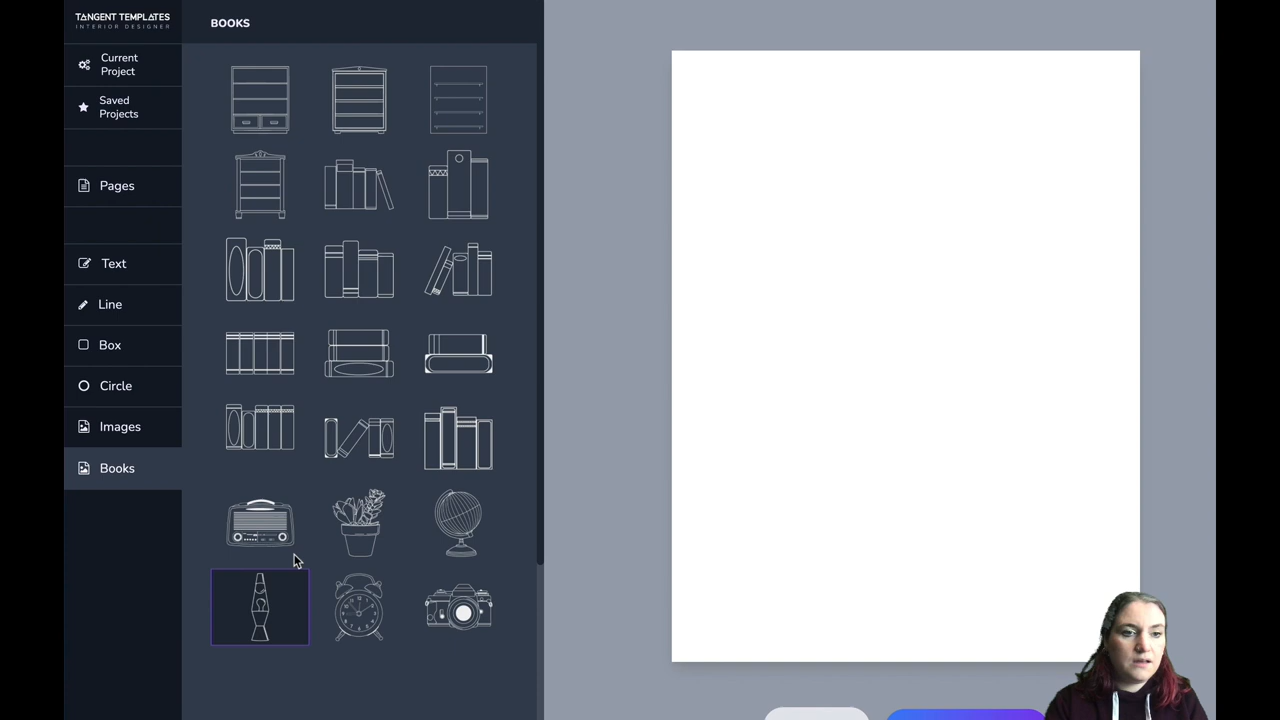 TANGENT TEMPLATES
INTERIOR DESIGNER
BOOKS
Current
Project
Saved
Projects
Pages
Text
Line
Box
Circle
Images
Books